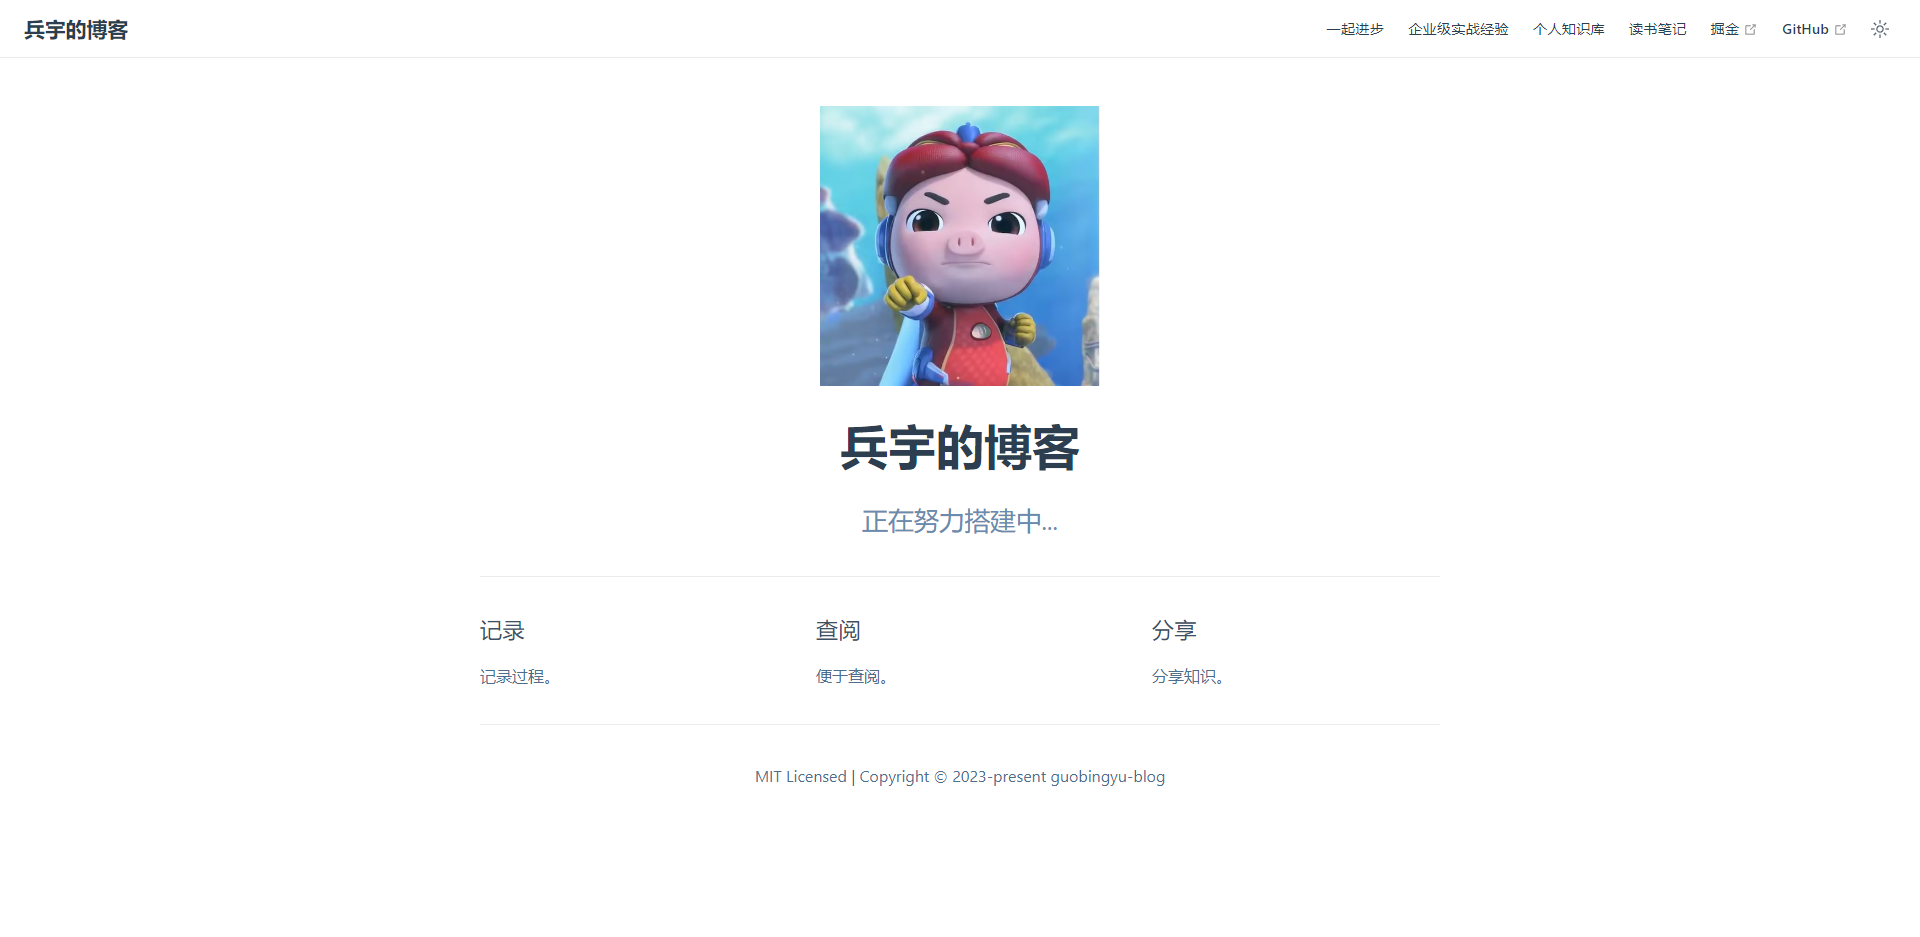 兵宇的博客
一起进步 企业级实战经验 个人知识库 读书笔记 掘金 GitHub
兵宇的博客
正在努力搭建中...
记录 查阅 分享
记录过程。 便于查阅。 分享知识。
MIT Licensed | Copyright © 2023-present guobingyu-blog